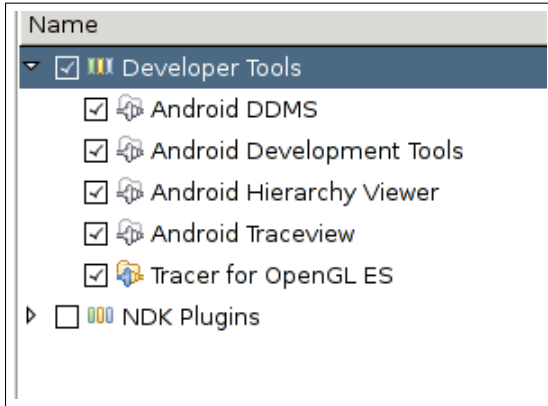 Name
Developer Tools
Android DDMS
Android Development Tools
Android Hierarchy Viewer
Android Traceview
Tracer for OpenGL ES
NDK Plugins